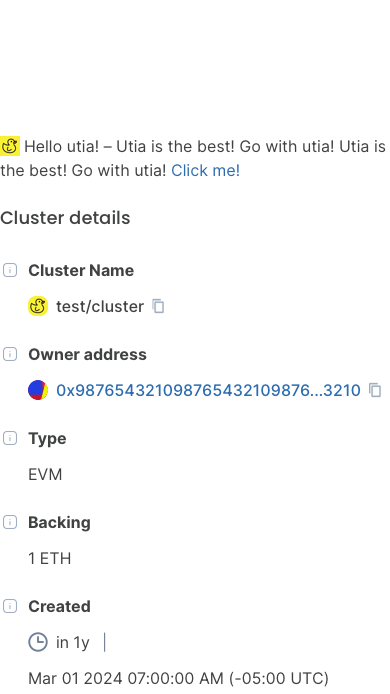 Hello utia! – Utia is the best! Go with utia! Utia is
the best! Go with utia! Click me!
Cluster details
Cluster Name
test/cluster
Owner address
0x987654321098765432109876...3210
Type
EVM
Backing
1 ETH
Created
in 1y
Mar 01 2024 07:00:00 AM (-05:00 UTC)